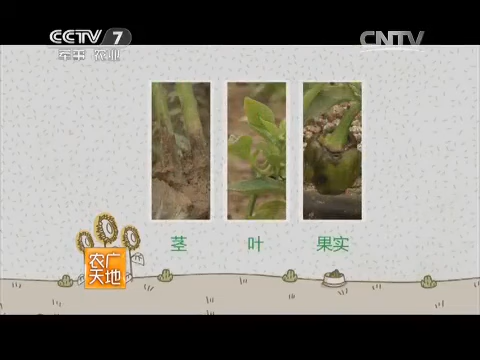 CCTV 7
军事 农业
CNTV
茎 叶 果实
农广
天地